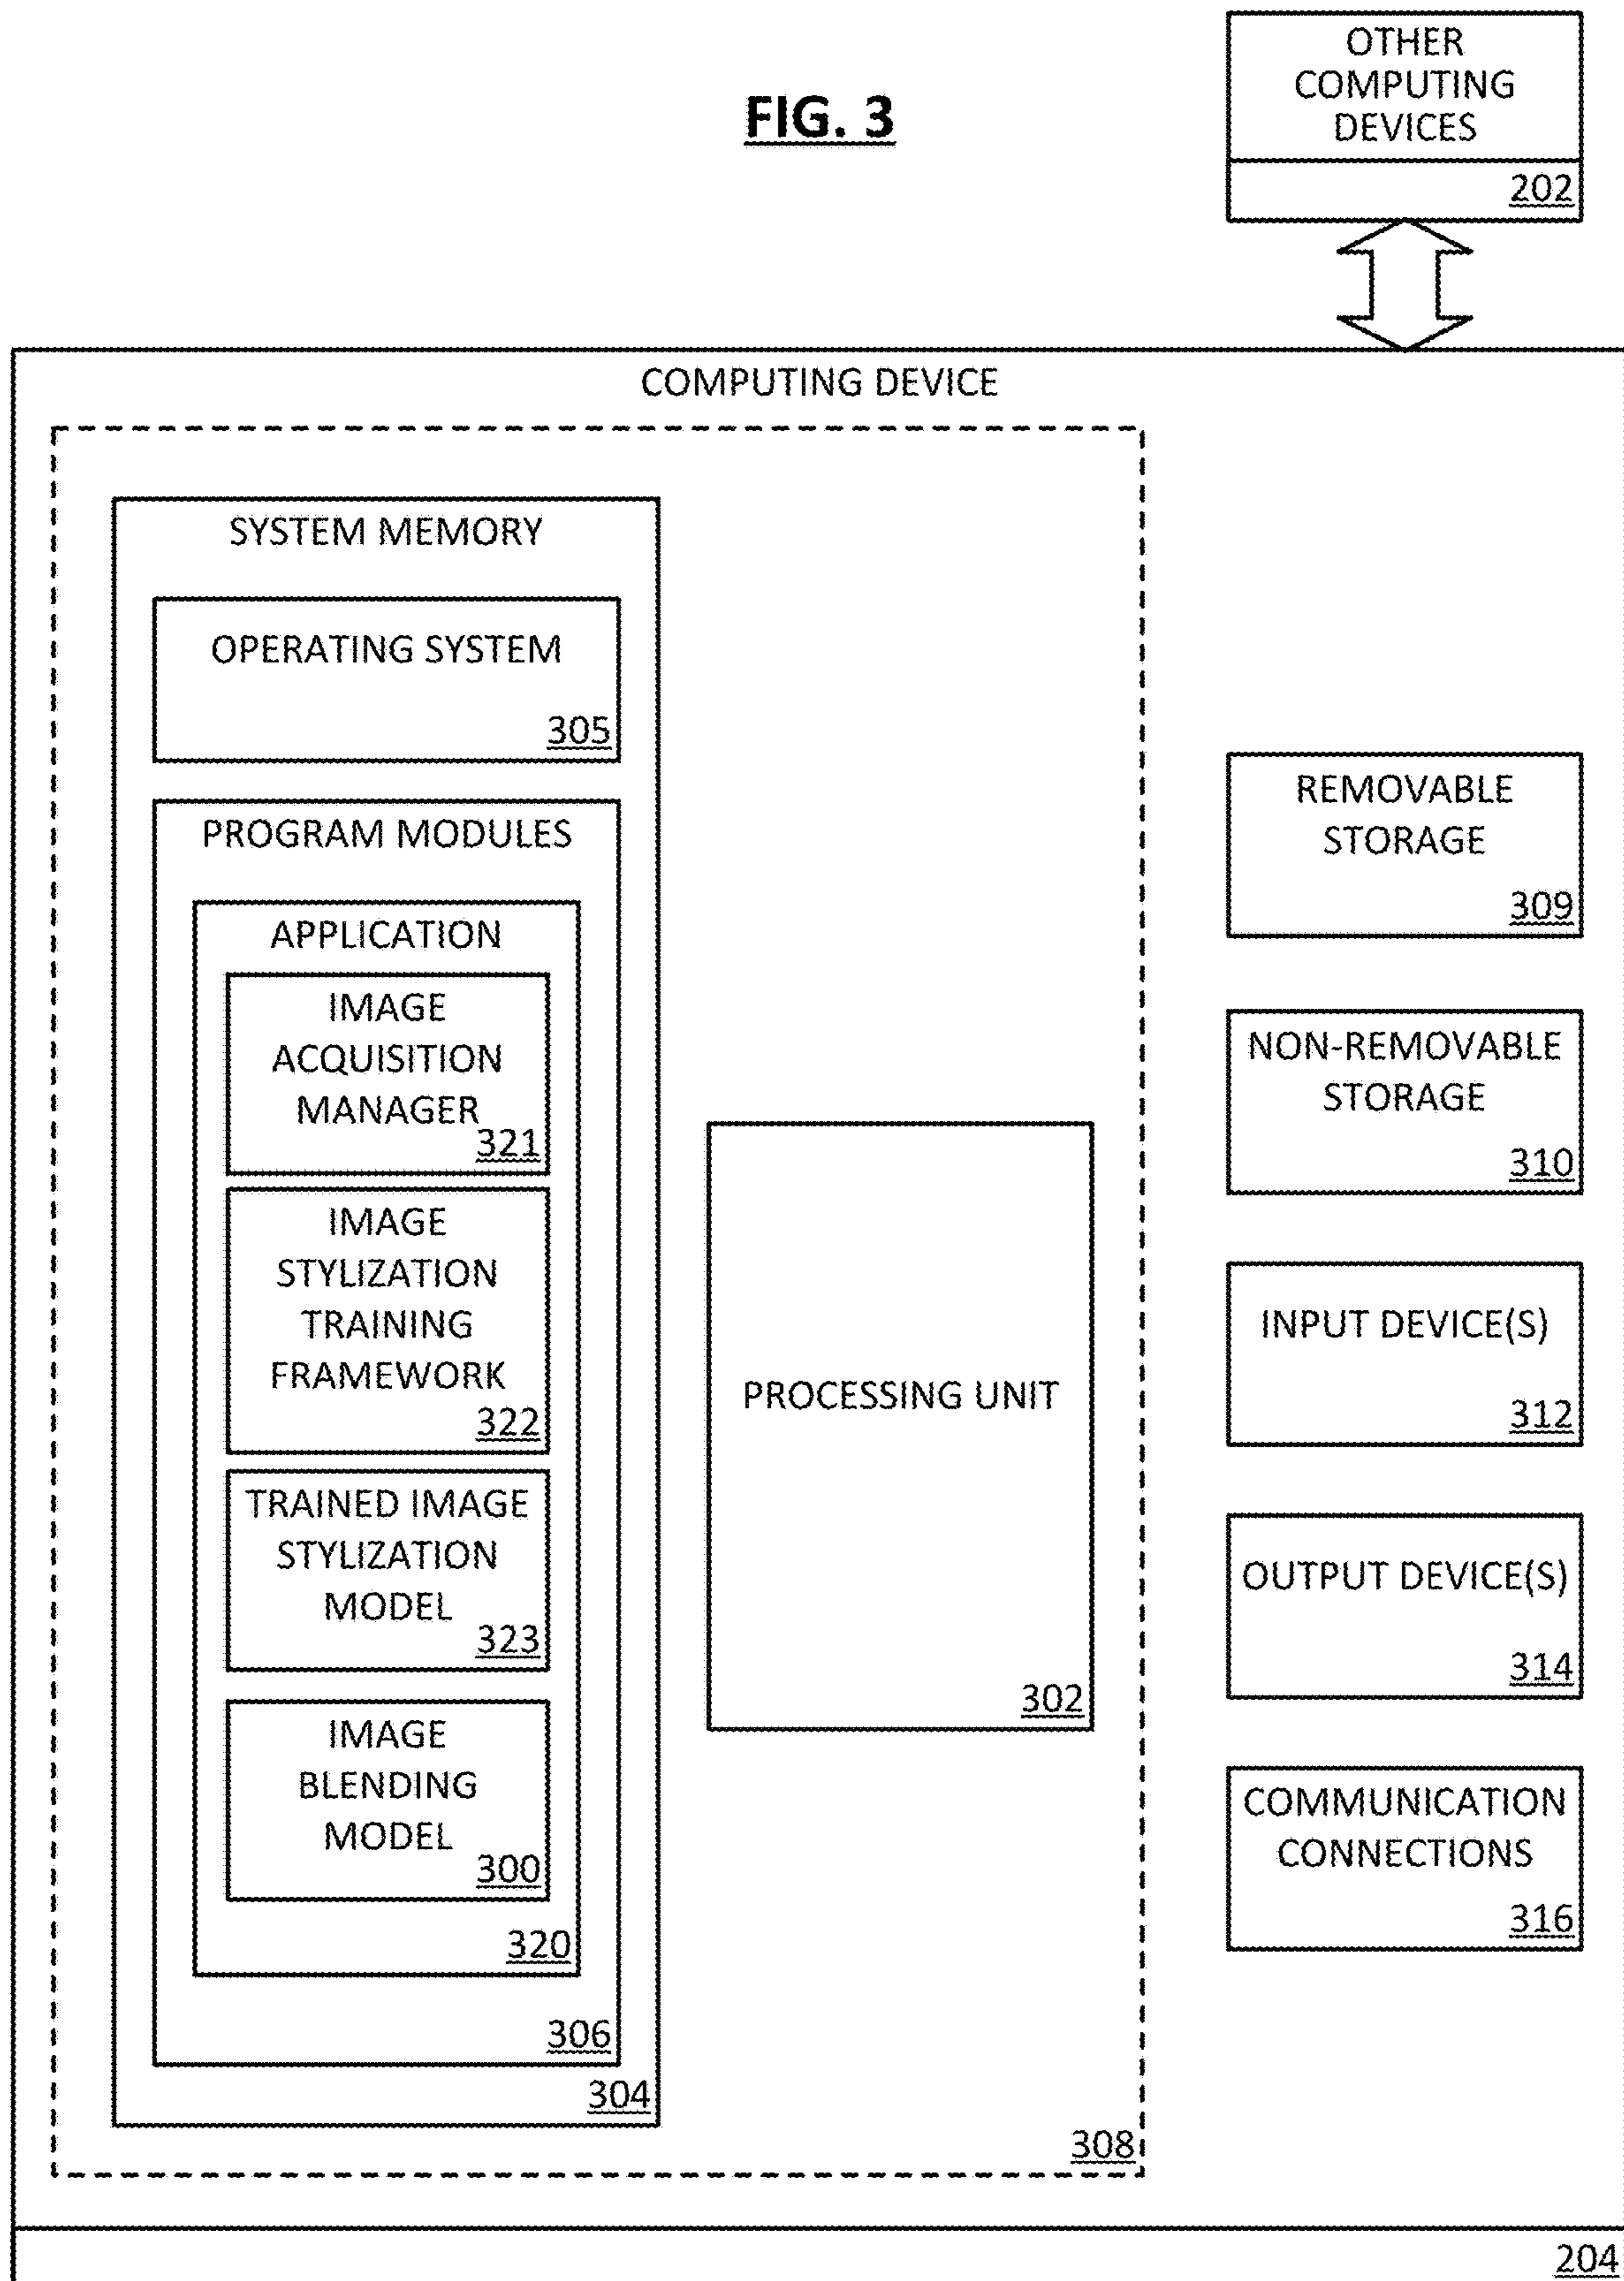 FIG. 3
OTHER
COMPUTING
DEVICES
202
COMPUTING DEVICE
SYSTEM MEMORY
OPERATING SYSTEM
305
PROGRAM MODULES
APPLICATION
IMAGE
ACQUISITION
MANAGER
321
IMAGE
STYLIZATION
TRAINING
FRAMEWORK
322
TRAINED IMAGE
STYLIZATION
MODEL
323
IMAGE
BLENDING
MODEL
300
320
306
304
PROCESSING UNIT
302
308
REMOVABLE
STORAGE
309
NON-REMOVABLE
STORAGE
310
INPUT DEVICE(S)
312
OUTPUT DEVICE(S)
314
COMMUNICATION
CONNECTIONS
316
204